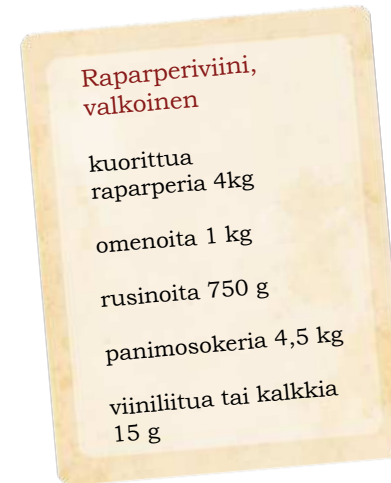 Raparperiviini,
valkoinen
kuorittua
raparperia 4kg
omenoita 1 kg
rusinoita 750 g
panimosokeria 4,5 kg
viiniliitua tai kalkkia
15 g